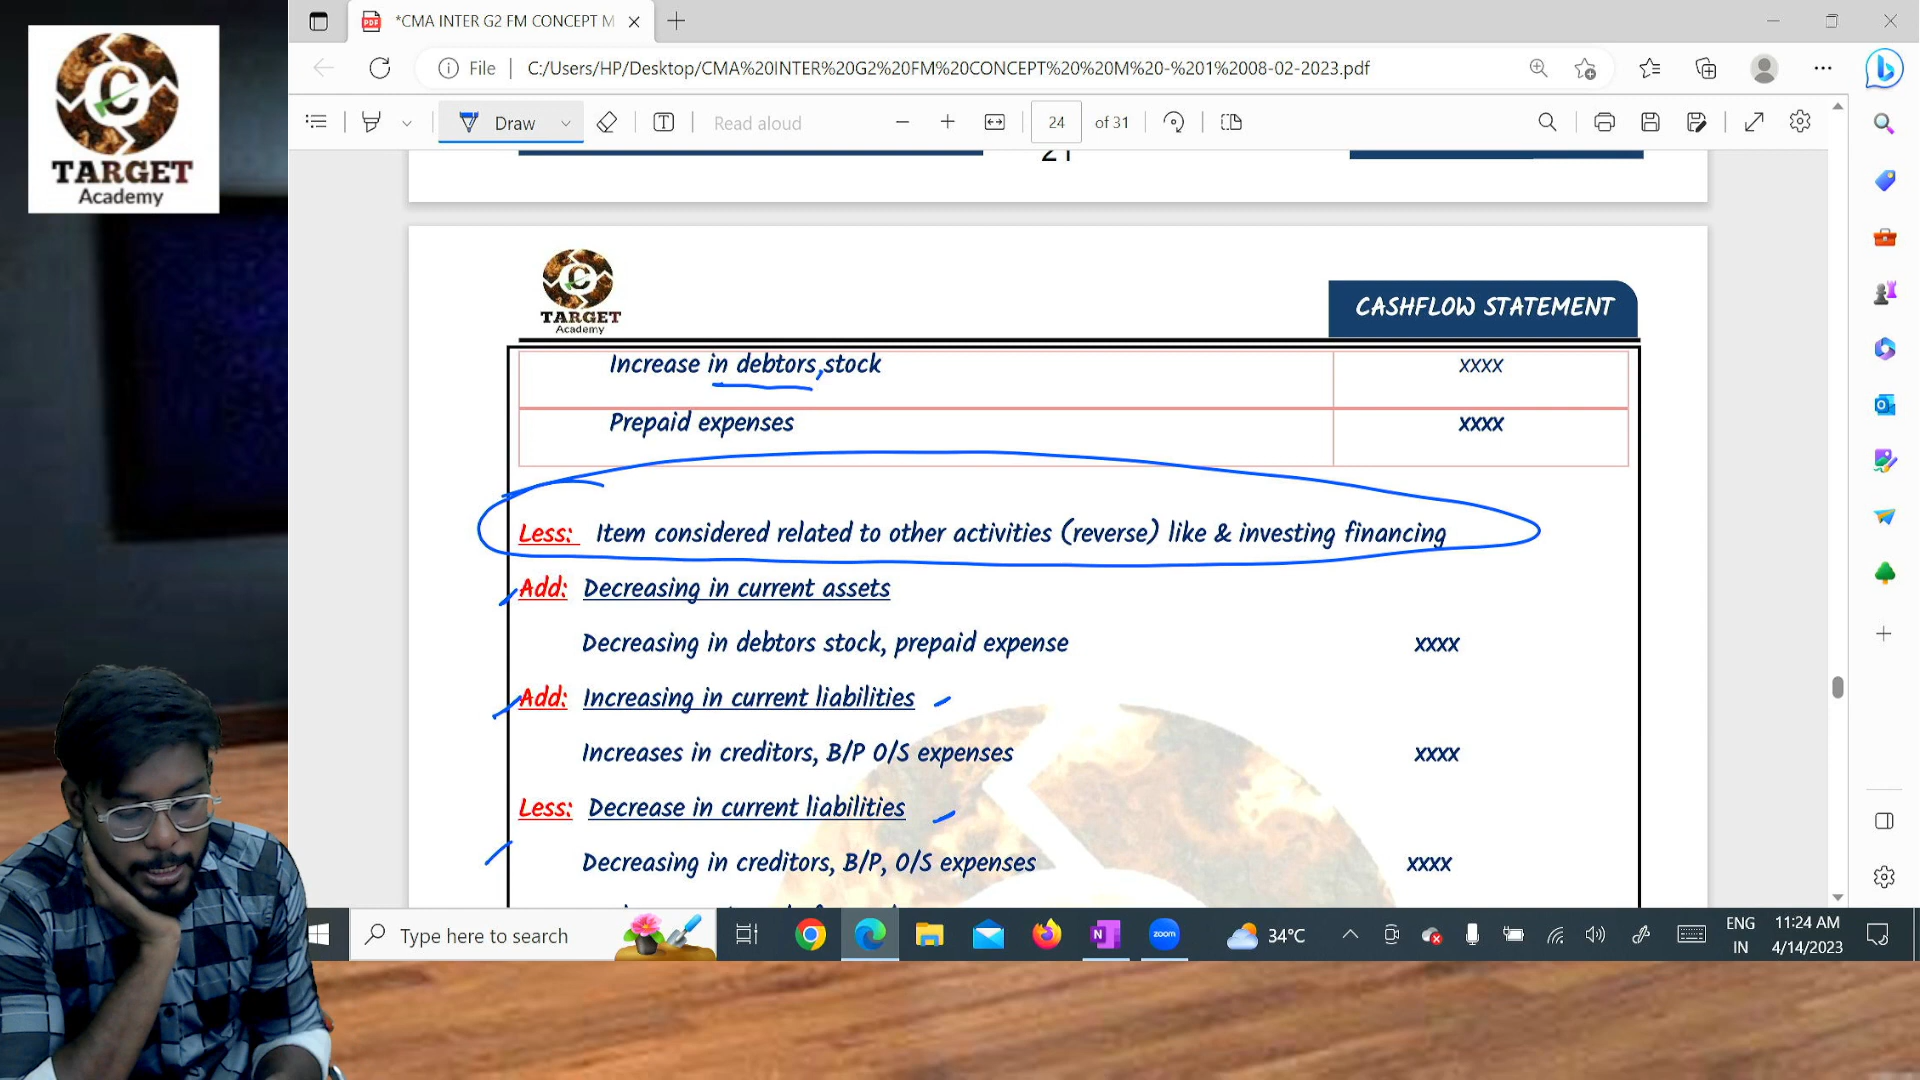 TARGET
Academy
*CMA INTER G2 FM CONCEPT M
File
C:/Users/HP/Desktop/CMA%20INTER%20G2%20FM%20CONCEPT%20%20M%20-%201%2008-02-2023.pdf
Draw
Read aloud
24 of 31
21
TARGET
Academy
CASHFLOW STATEMENT
Increase in debtors,stock xxxx
Prepaid expenses xxxx
Less: Item considered related to other activities (reverse) like & investing financing
Add: Decreasing in current assets
Decreasing in debtors stock, prepaid expense xxxx
Add: Increasing in current liabilities
Increases in creditors, B/P O/S expenses xxxx
Less: Decrease in current liabilities
Decreasing in creditors, B/P, O/S expenses xxxx
Type here to search
zoom
34°C
ENG
IN
11:24 AM
4/14/2023